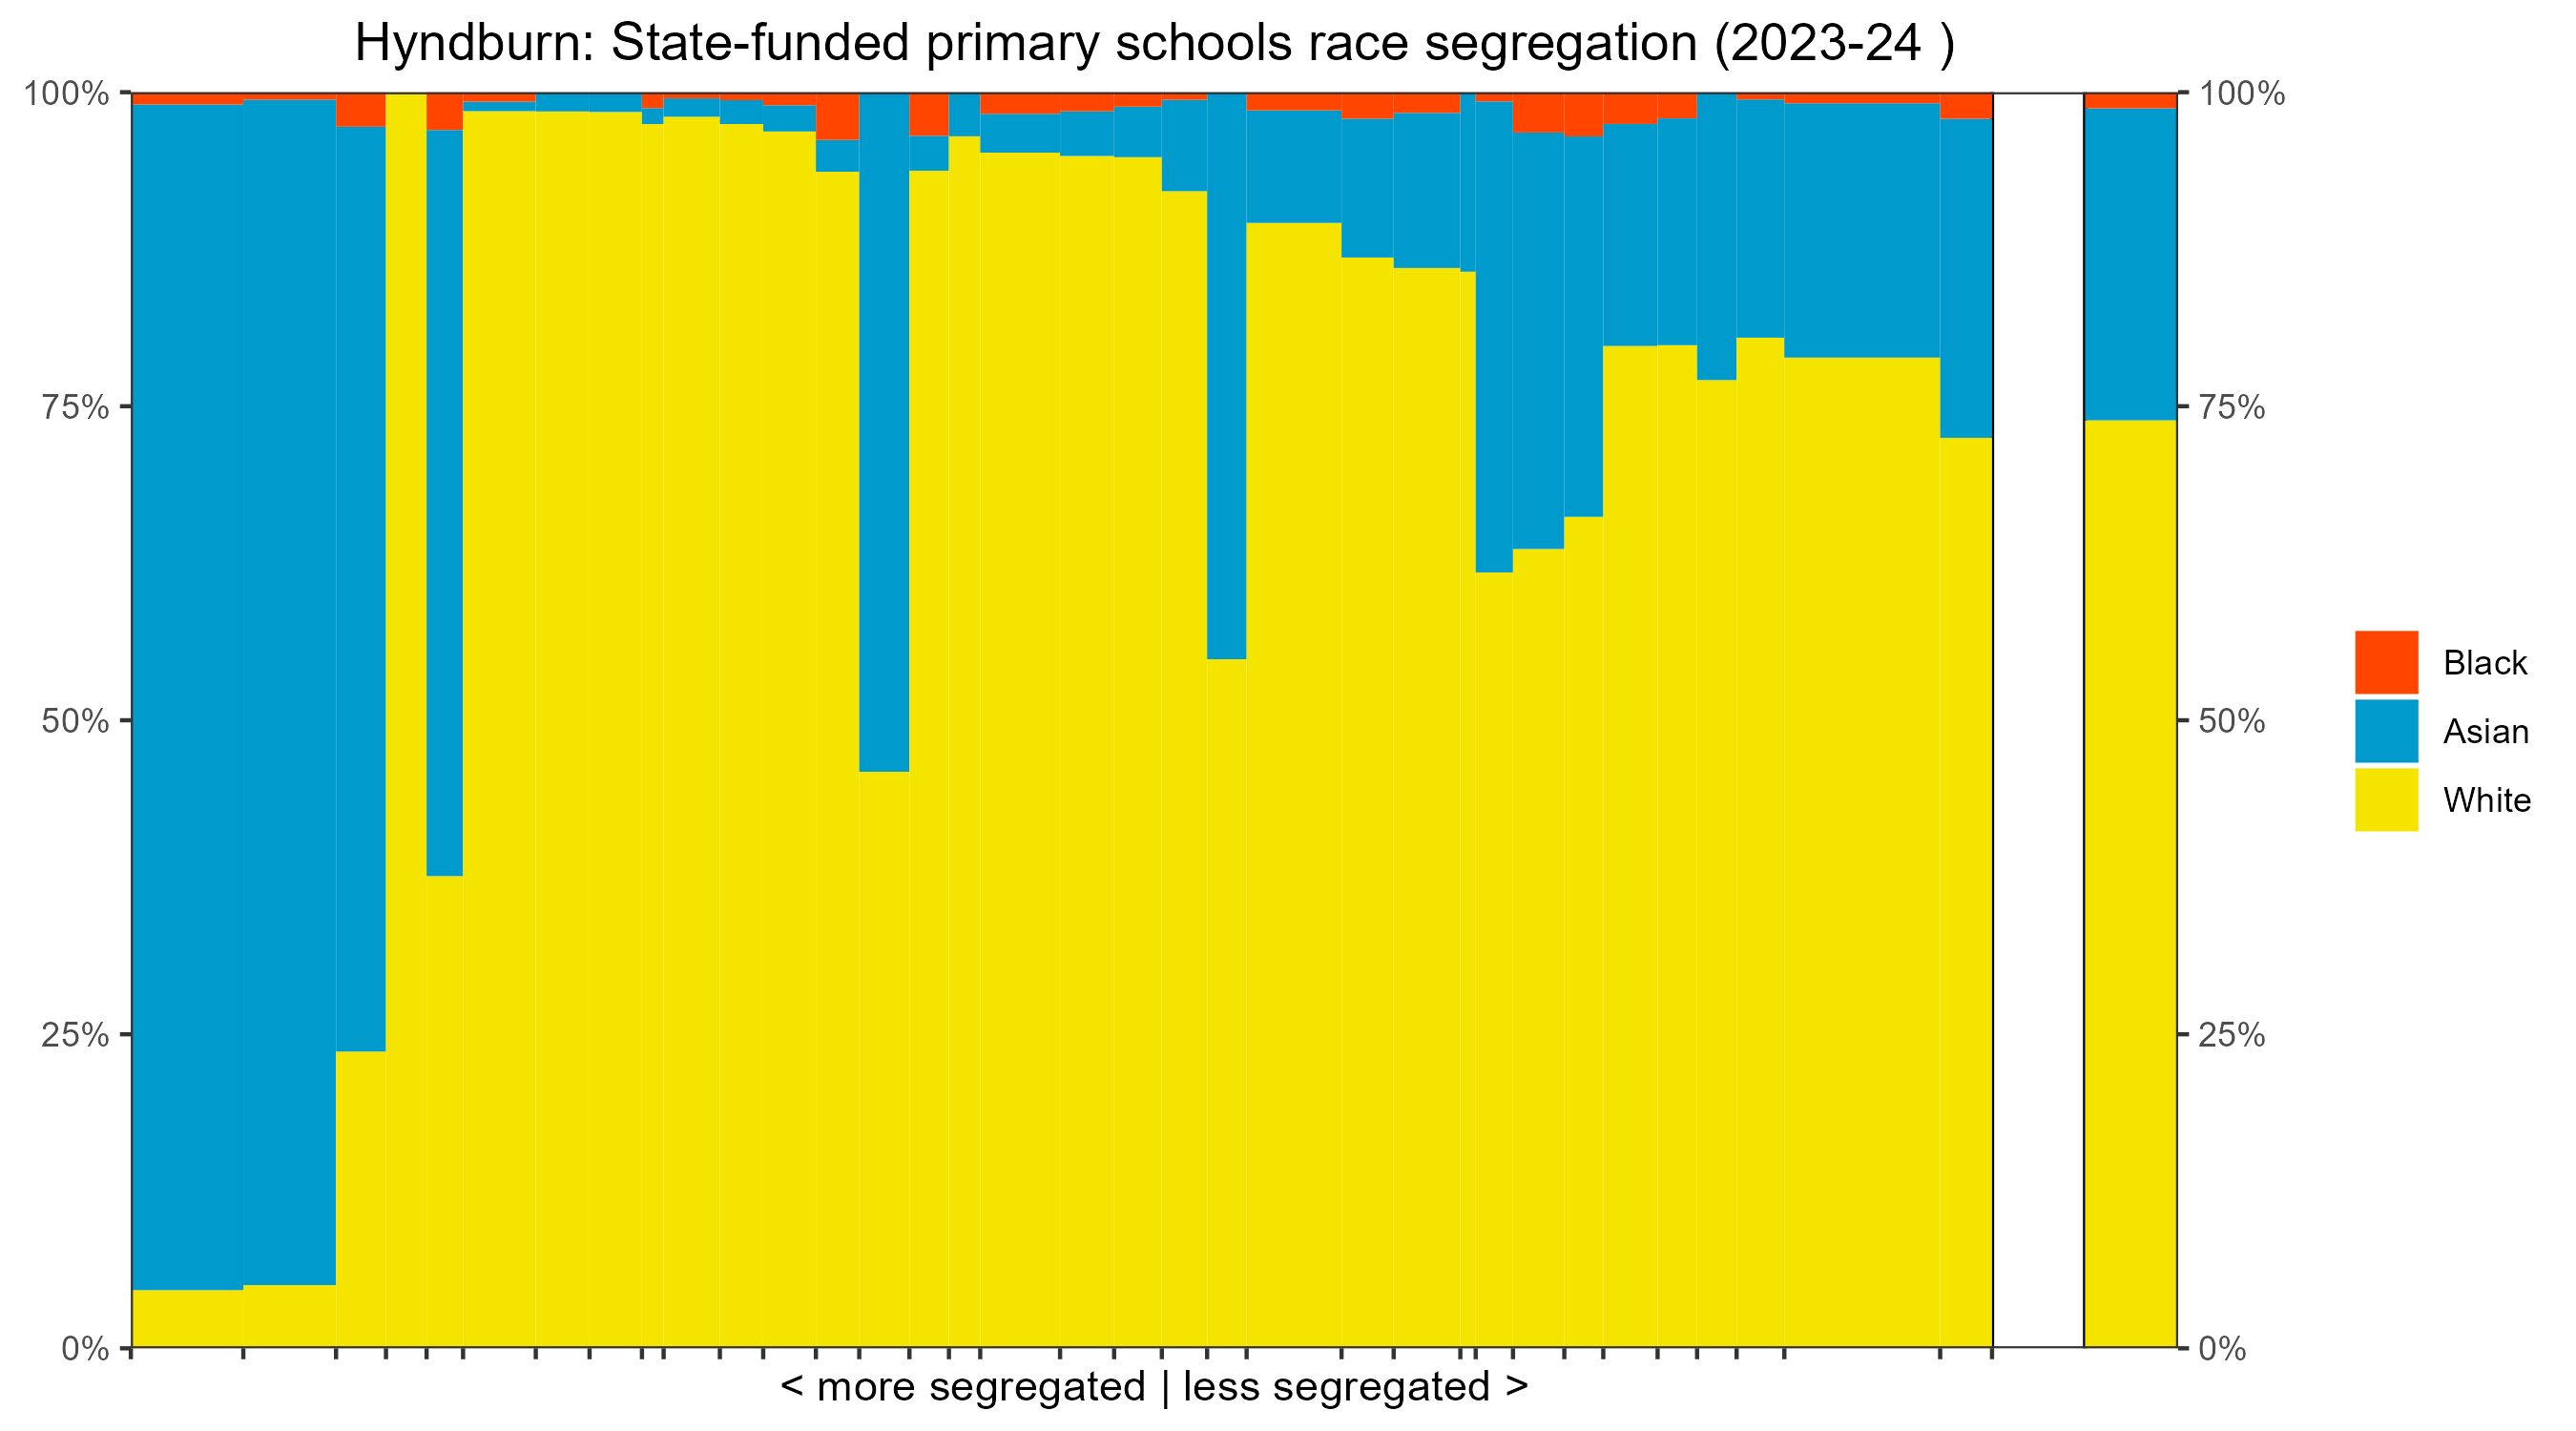 Hyndburn: State-funded primary schools race segregation (2023-24 )
100%
75%
50%
25%
0%
100%
75%
50%
25%
0%
Black
Asian
White
< more segregated | less segregated >